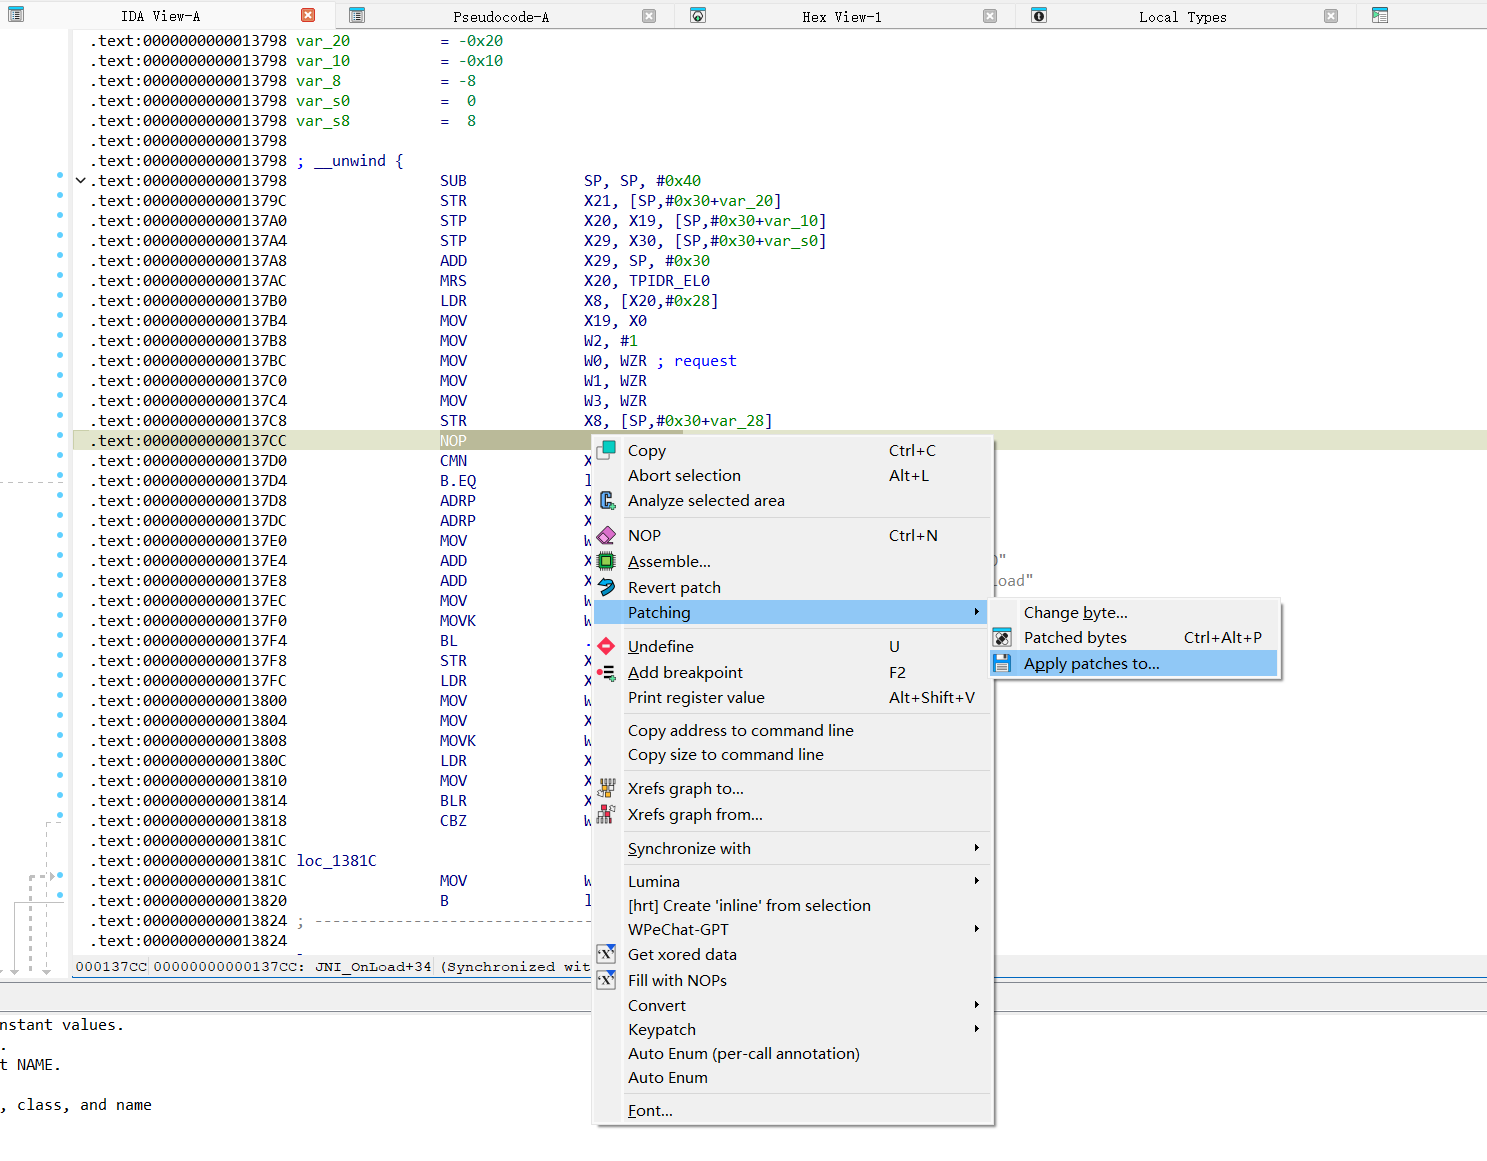 IDA View-A Pseudocode-A Hex View-1 Local Types
.text:0000000000013798 var_20 = -0x20
.text:0000000000013798 var_10 = -0x10
.text:0000000000013798 var_8 = -8
.text:0000000000013798 var_s0 = 0
.text:0000000000013798 var_s8 = 8
.text:0000000000013798
.text:0000000000013798 ; __unwind {
.text:0000000000013798 SUB SP, SP, #0x40
.text:000000000001379C STR X21, [SP,#0x30+var_20]
.text:00000000000137A0 STP X20, X19, [SP,#0x30+var_10]
.text:00000000000137A4 STP X29, X30, [SP,#0x30+var_s0]
.text:00000000000137A8 ADD X29, SP, #0x30
.text:00000000000137AC MRS X20, TPIDR_EL0
.text:00000000000137B0 LDR X8, [X20,#0x28]
.text:00000000000137B4 MOV X19, X0
.text:00000000000137B8 MOV W2, #1
.text:00000000000137BC MOV W0, WZR ; request
.text:00000000000137C0 MOV W1, WZR
.text:00000000000137C4 MOV W3, WZR
.text:00000000000137C8 STR X8, [SP,#0x30+var_28]
.text:00000000000137CC NOP
.text:00000000000137D0 CMN X
.text:00000000000137D4 B.EQ l
.text:00000000000137D8 ADRP X
.text:00000000000137DC ADRP X
.text:00000000000137E0 MOV W
.text:00000000000137E4 ADD X "
.text:00000000000137E8 ADD X Load"
.text:00000000000137EC MOV W
.text:00000000000137F0 MOVK W
.text:00000000000137F4 BL .
.text:00000000000137F8 STR X
.text:00000000000137FC LDR X
.text:0000000000013800 MOV W
.text:0000000000013804 MOV X
.text:0000000000013808 MOVK W
.text:000000000001380C LDR X
.text:0000000000013810 MOV X
.text:0000000000013814 BLR X
.text:0000000000013818 CBZ W
.text:000000000001381C
.text:000000000001381C loc_1381C
.text:000000000001381C MOV W
.text:0000000000013820 B l
.text:0000000000013824 ; --------------------------------
.text:0000000000013824
000137CC 00000000000137CC: JNI_OnLoad+34 (Synchronized wit
nstant values.
.
t NAME.
, class, and name
Copy Ctrl+C
Abort selection Alt+L
Analyze selected area
NOP Ctrl+N
Assemble...
Revert patch
Patching
Undefine U
Add breakpoint F2
Print register value Alt+Shift+V
Copy address to command line
Copy size to command line
Xrefs graph to...
Xrefs graph from...
Synchronize with
Lumina
[hrt] Create 'inline' from selection
WPeChat-GPT
Get xored data
Fill with NOPs
Convert
Keypatch
Auto Enum (per-call annotation)
Auto Enum
Font...
Change byte...
Patched bytes Ctrl+Alt+P
Apply patches to...